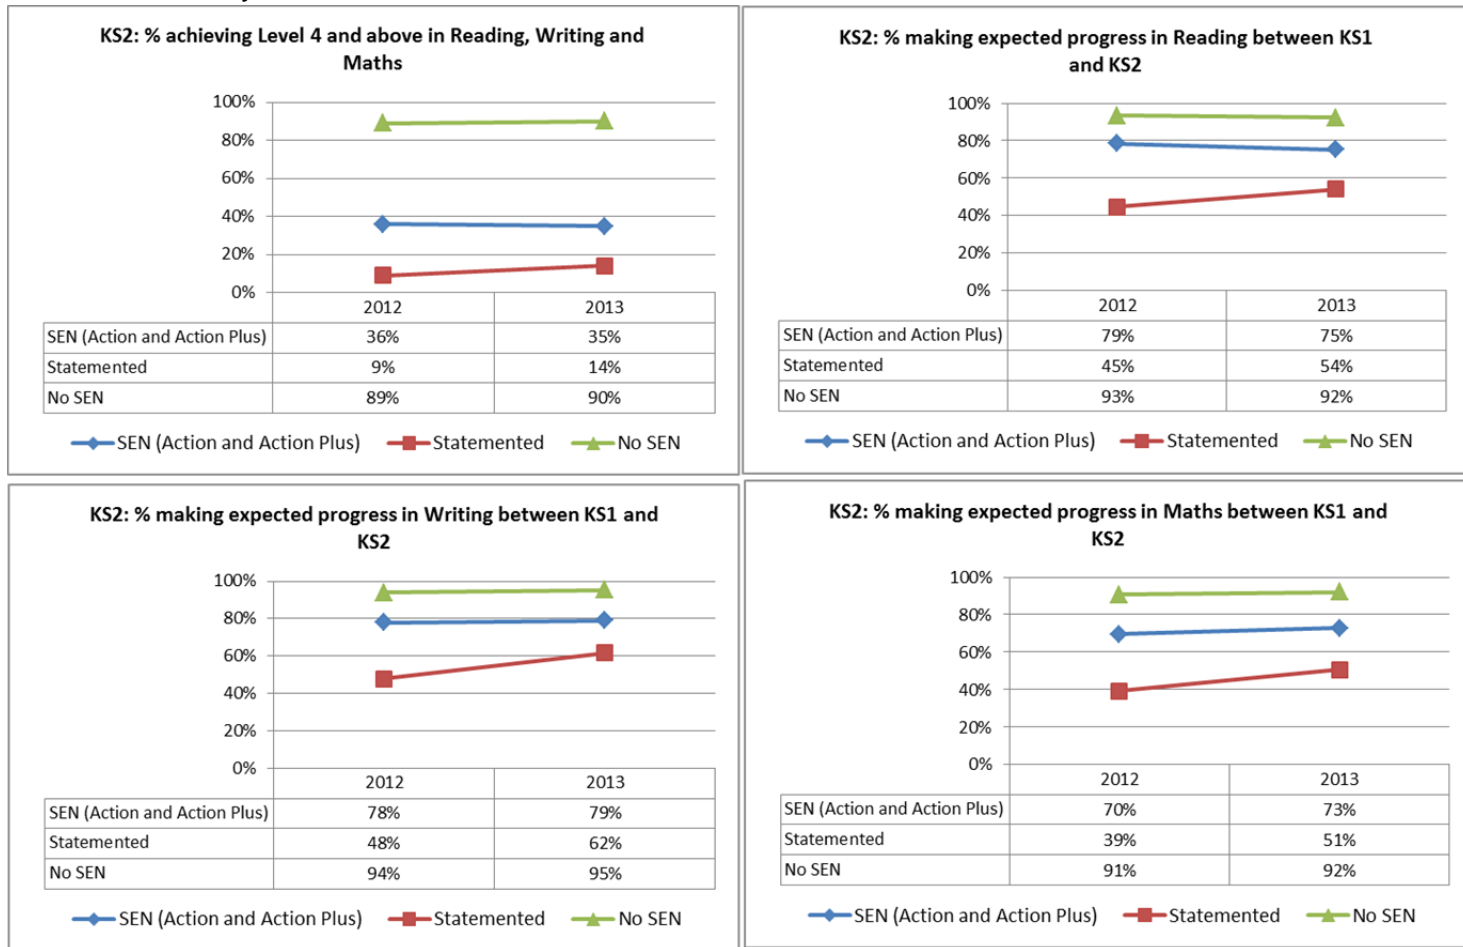 KS2: % achieving Level 4 and above in Reading, Writing and
Maths
100%
80%
60%
40%
20%
0%
2012 2013
SEN (Action and Action Plus) 36% 35%
Statemented 9% 14%
No SEN 89% 90%
SEN (Action and Action Plus) Statemented No SEN
KS2: % making expected progress in Reading between KS1
and KS2
100%
80%
60%
40%
20%
0%
2012 2013
SEN (Action and Action Plus) 79% 75%
Statemented 45% 54%
No SEN 93% 92%
SEN (Action and Action Plus) Statemented No SEN
KS2: % making expected progress in Writing between KS1 and
KS2
100%
80%
60%
40%
20%
0%
2012 2013
SEN (Action and Action Plus) 78% 79%
Statemented 48% 62%
No SEN 94% 95%
SEN (Action and Action Plus) Statemented No SEN
KS2: % making expected progress in Maths between KS1 and
KS2
100%
80%
60%
40%
20%
0%
2012 2013
SEN (Action and Action Plus) 70% 73%
Statemented 39% 51%
No SEN 91% 92%
SEN (Action and Action Plus) Statemented No SEN